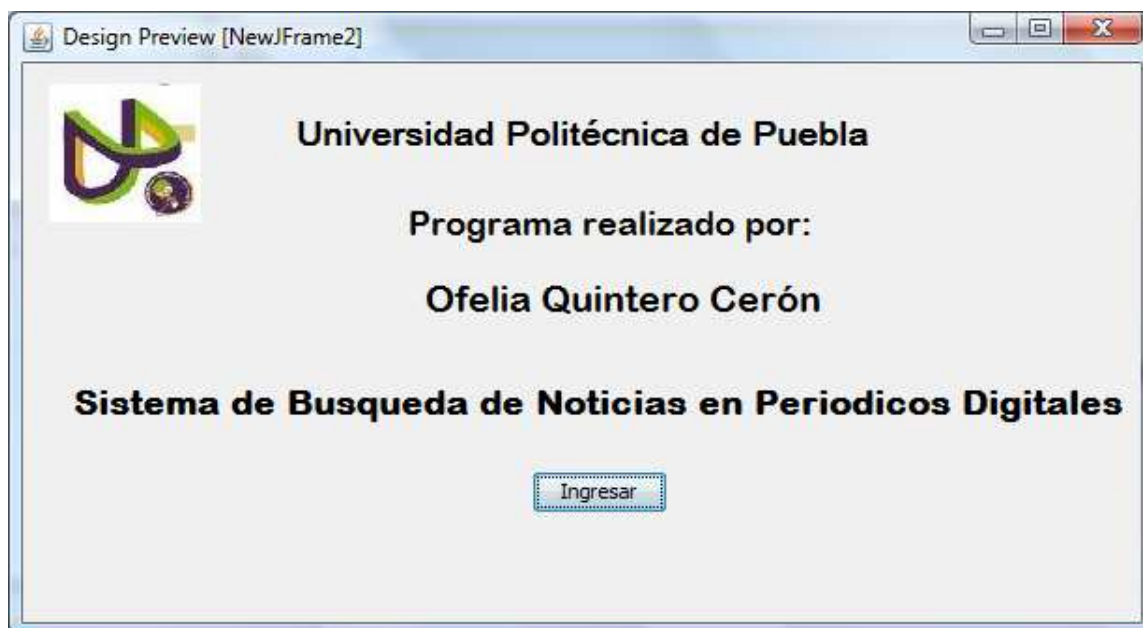 Design Preview [NewJFrame2]
Universidad Politécnica de Puebla
Programa realizado por:
Ofelia Quintero Cerón
Sistema de Busqueda de Noticias en Periodicos Digitales
Ingresar